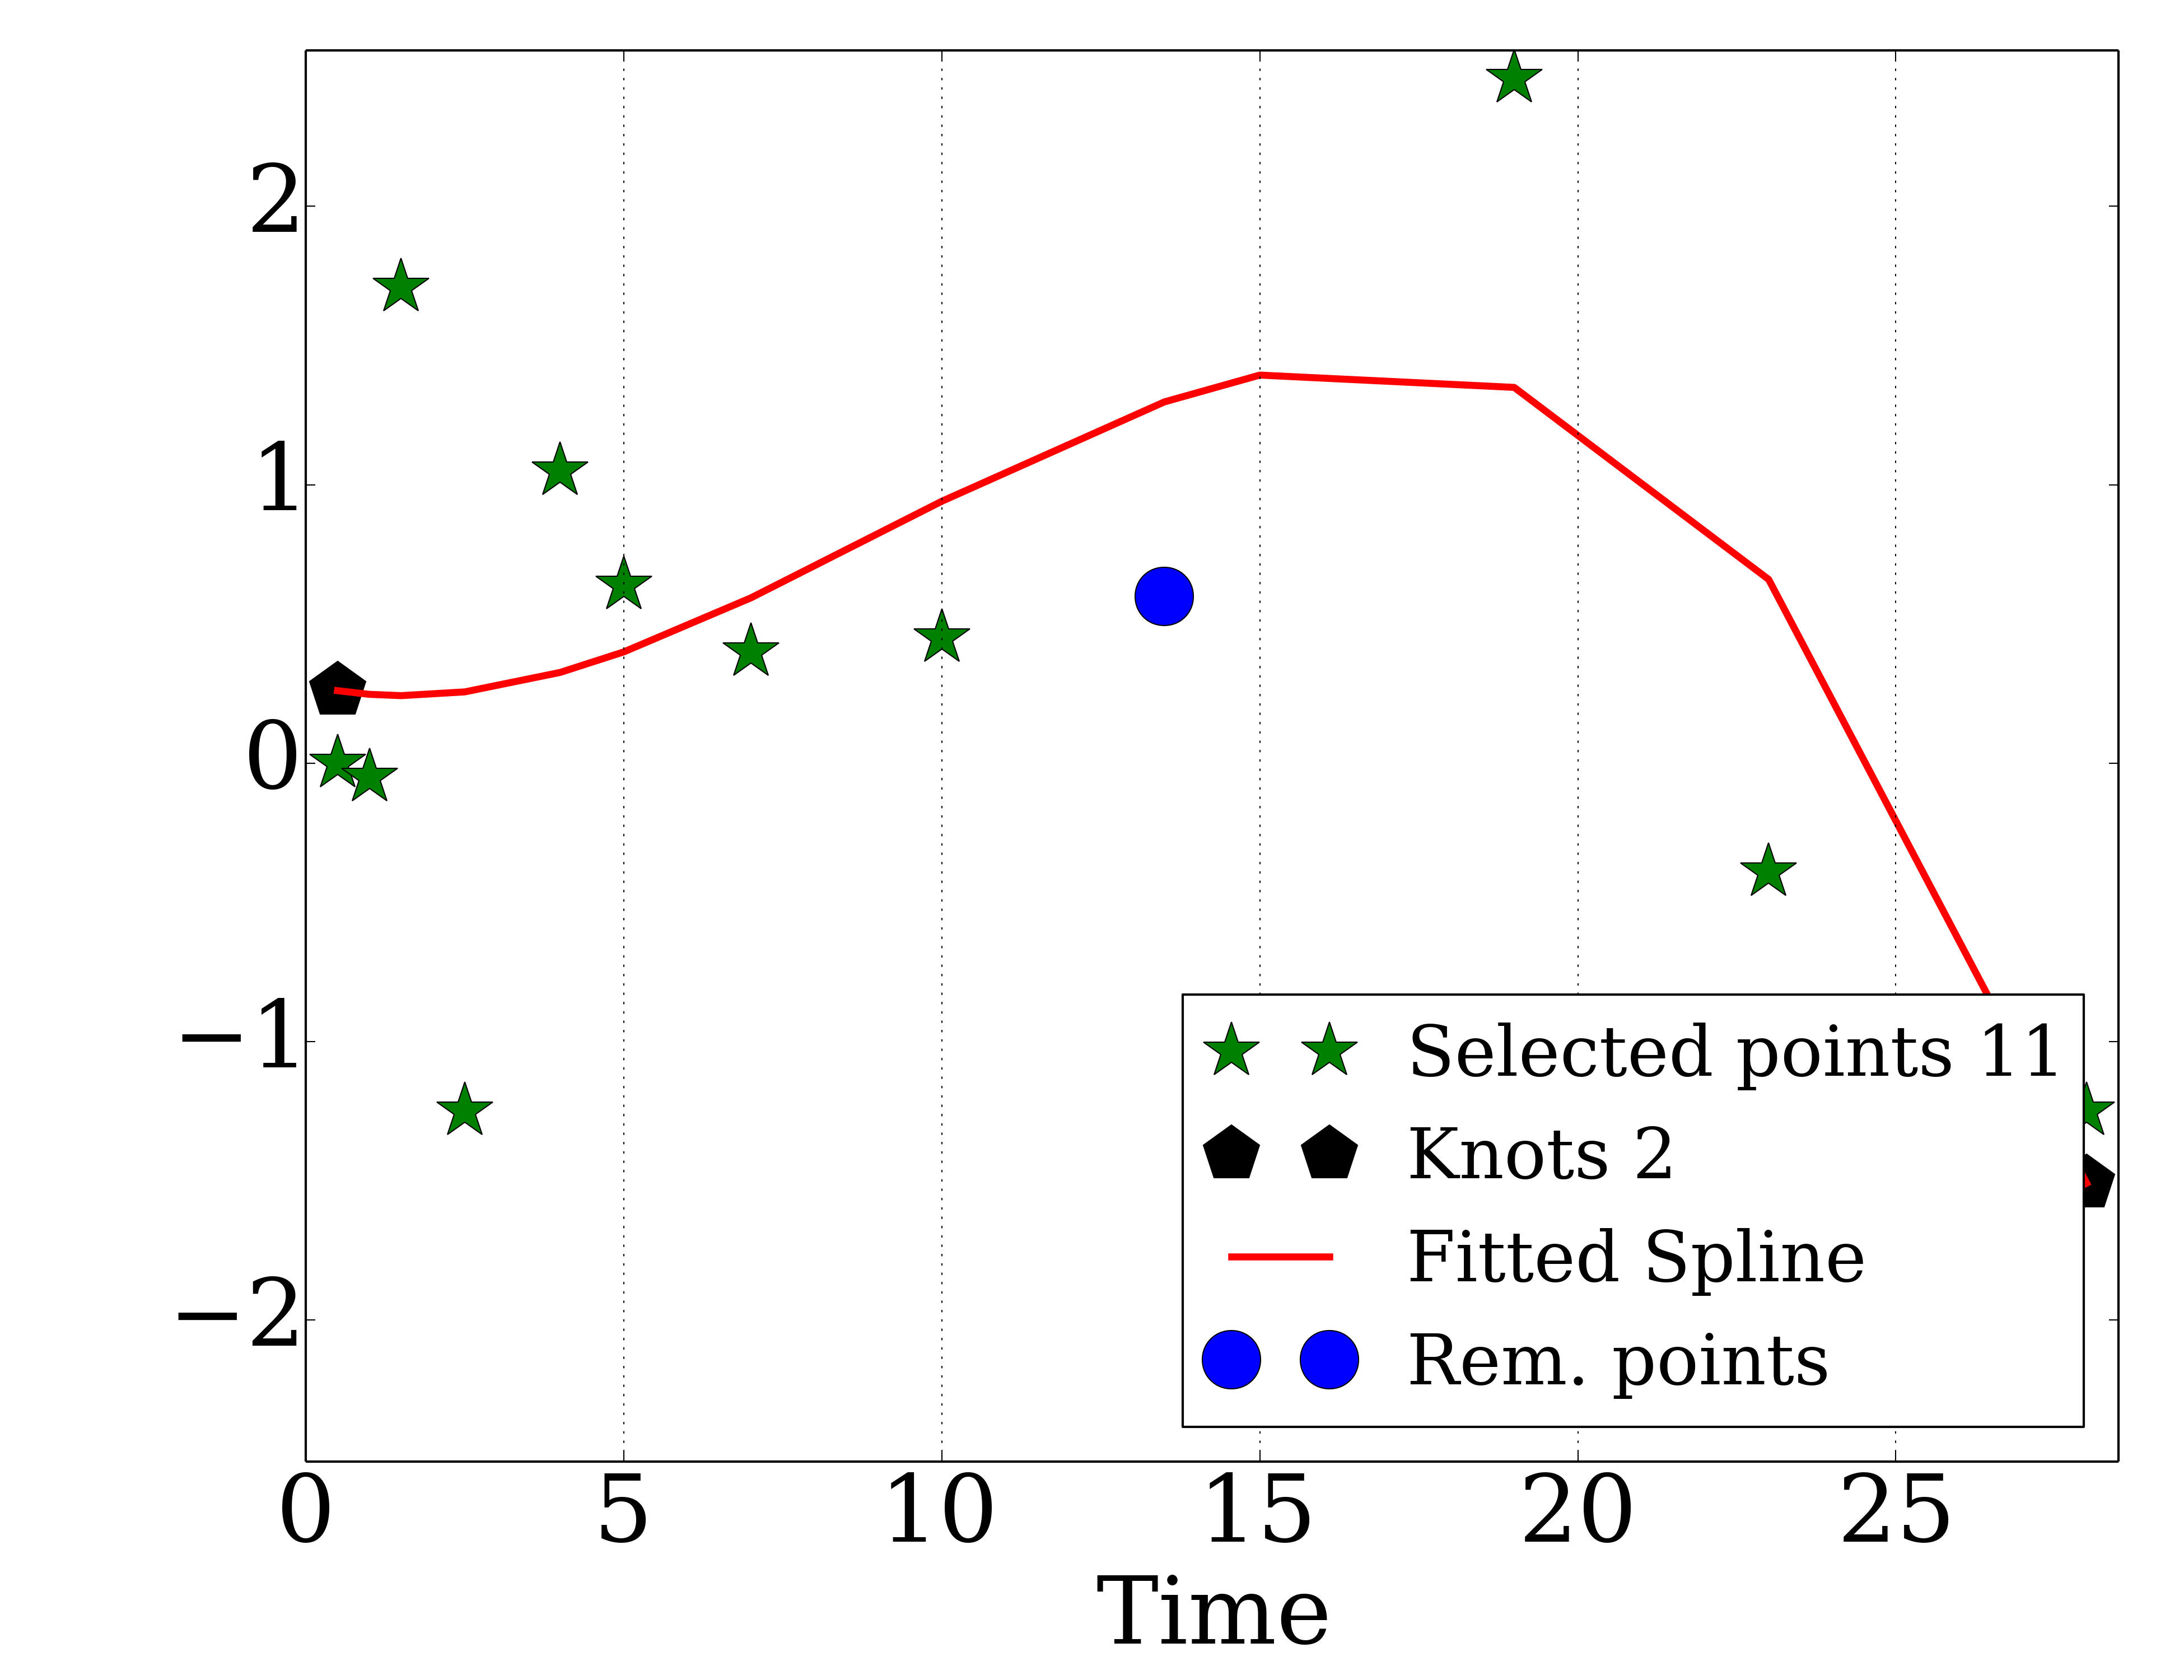 2
1
0
−1
−2
Selected points 11
Knots 2
Fitted Spline
Rem. points
0 5 10 15 20 25
Time